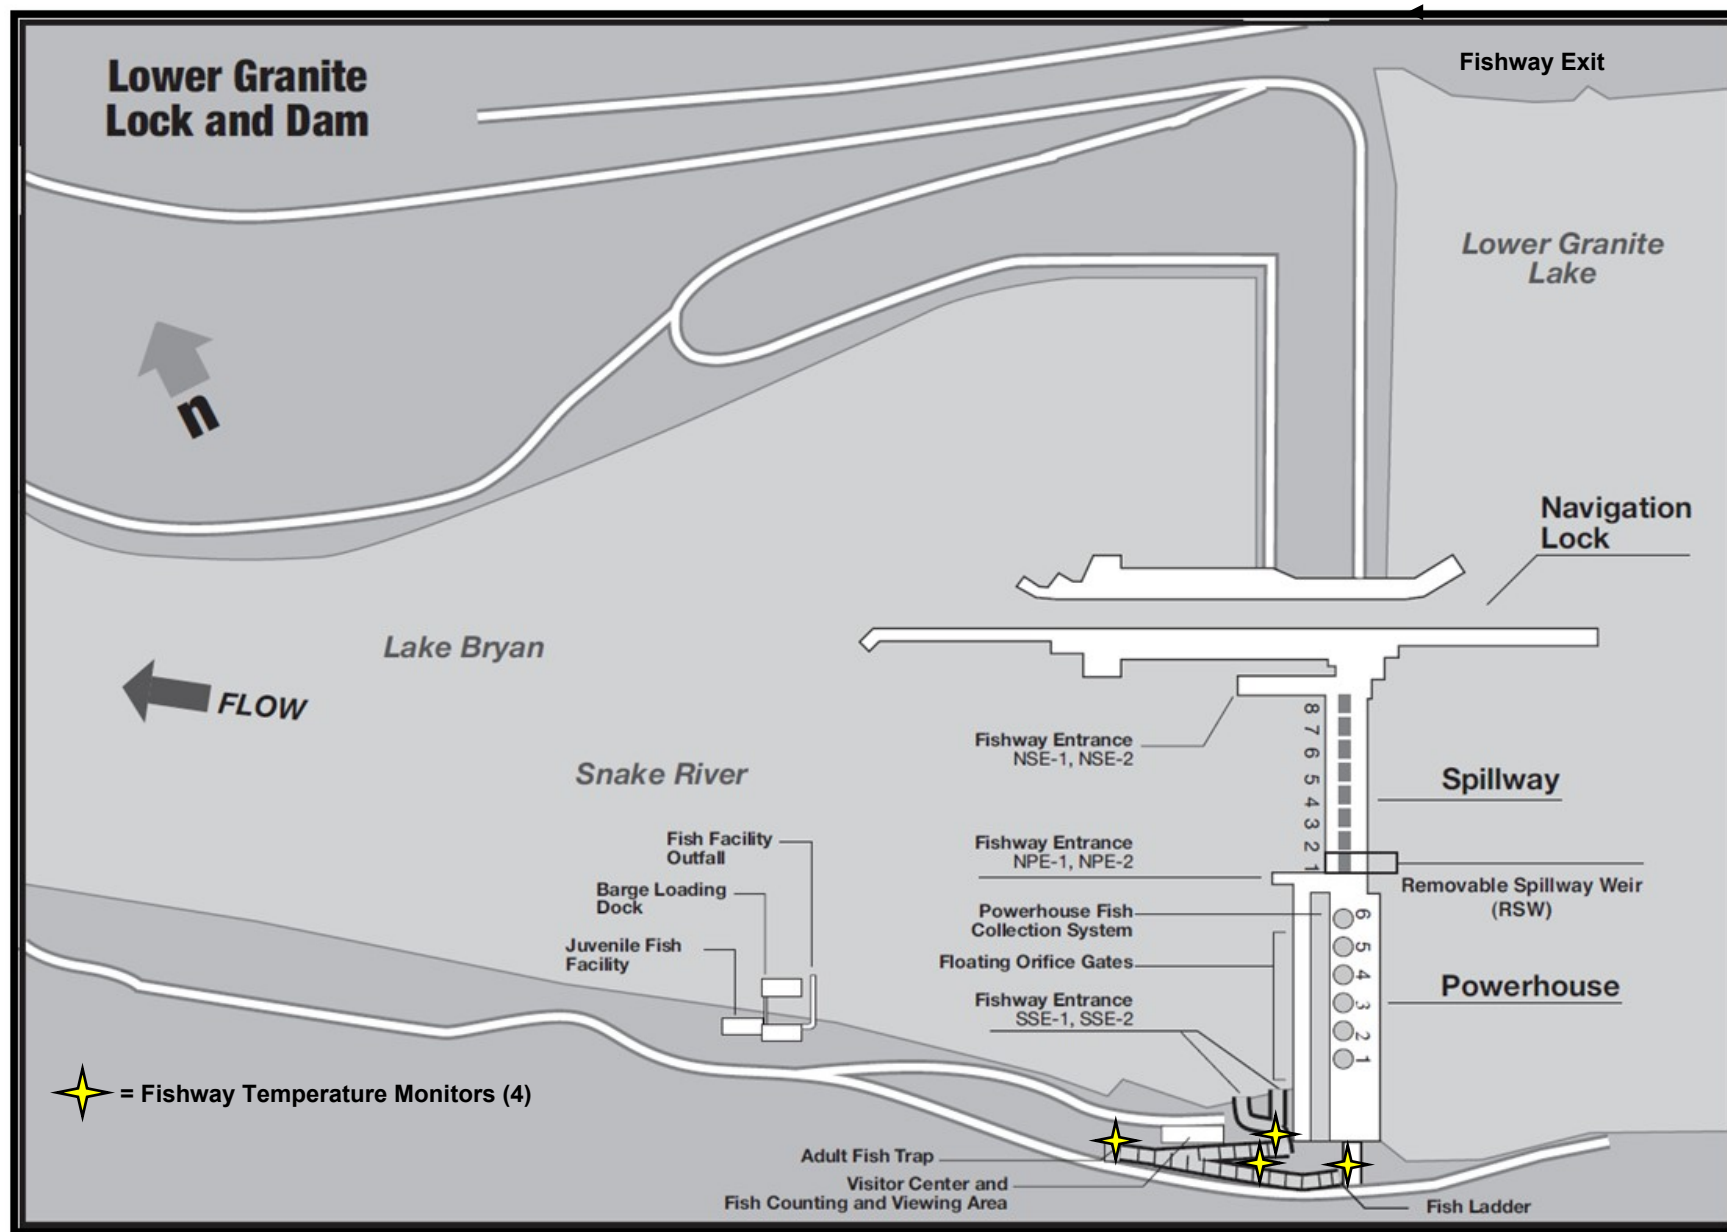 Lower Granite
Lock and Dam
Fishway Exit
Lower Granite
Lake
n
Navigation
Lock
Lake Bryan
FLOW
Fishway Entrance
NSE-1, NSE-2
8
7
6
5
4
3
2
1
Spillway
Snake River
Fish Facility
Outfall
Fishway Entrance
NPE-1, NPE-2
Removable Spillway Weir
(RSW)
Barge Loading
Dock
Powerhouse Fish
Collection System
Juvenile Fish
Facility
Floating Orifice Gates
6
5
4
3
2
1
Powerhouse
Fishway Entrance
SSE-1, SSE-2
= Fishway Temperature Monitors (4)
Adult Fish Trap
Visitor Center and
Fish Counting and Viewing Area
Fish Ladder